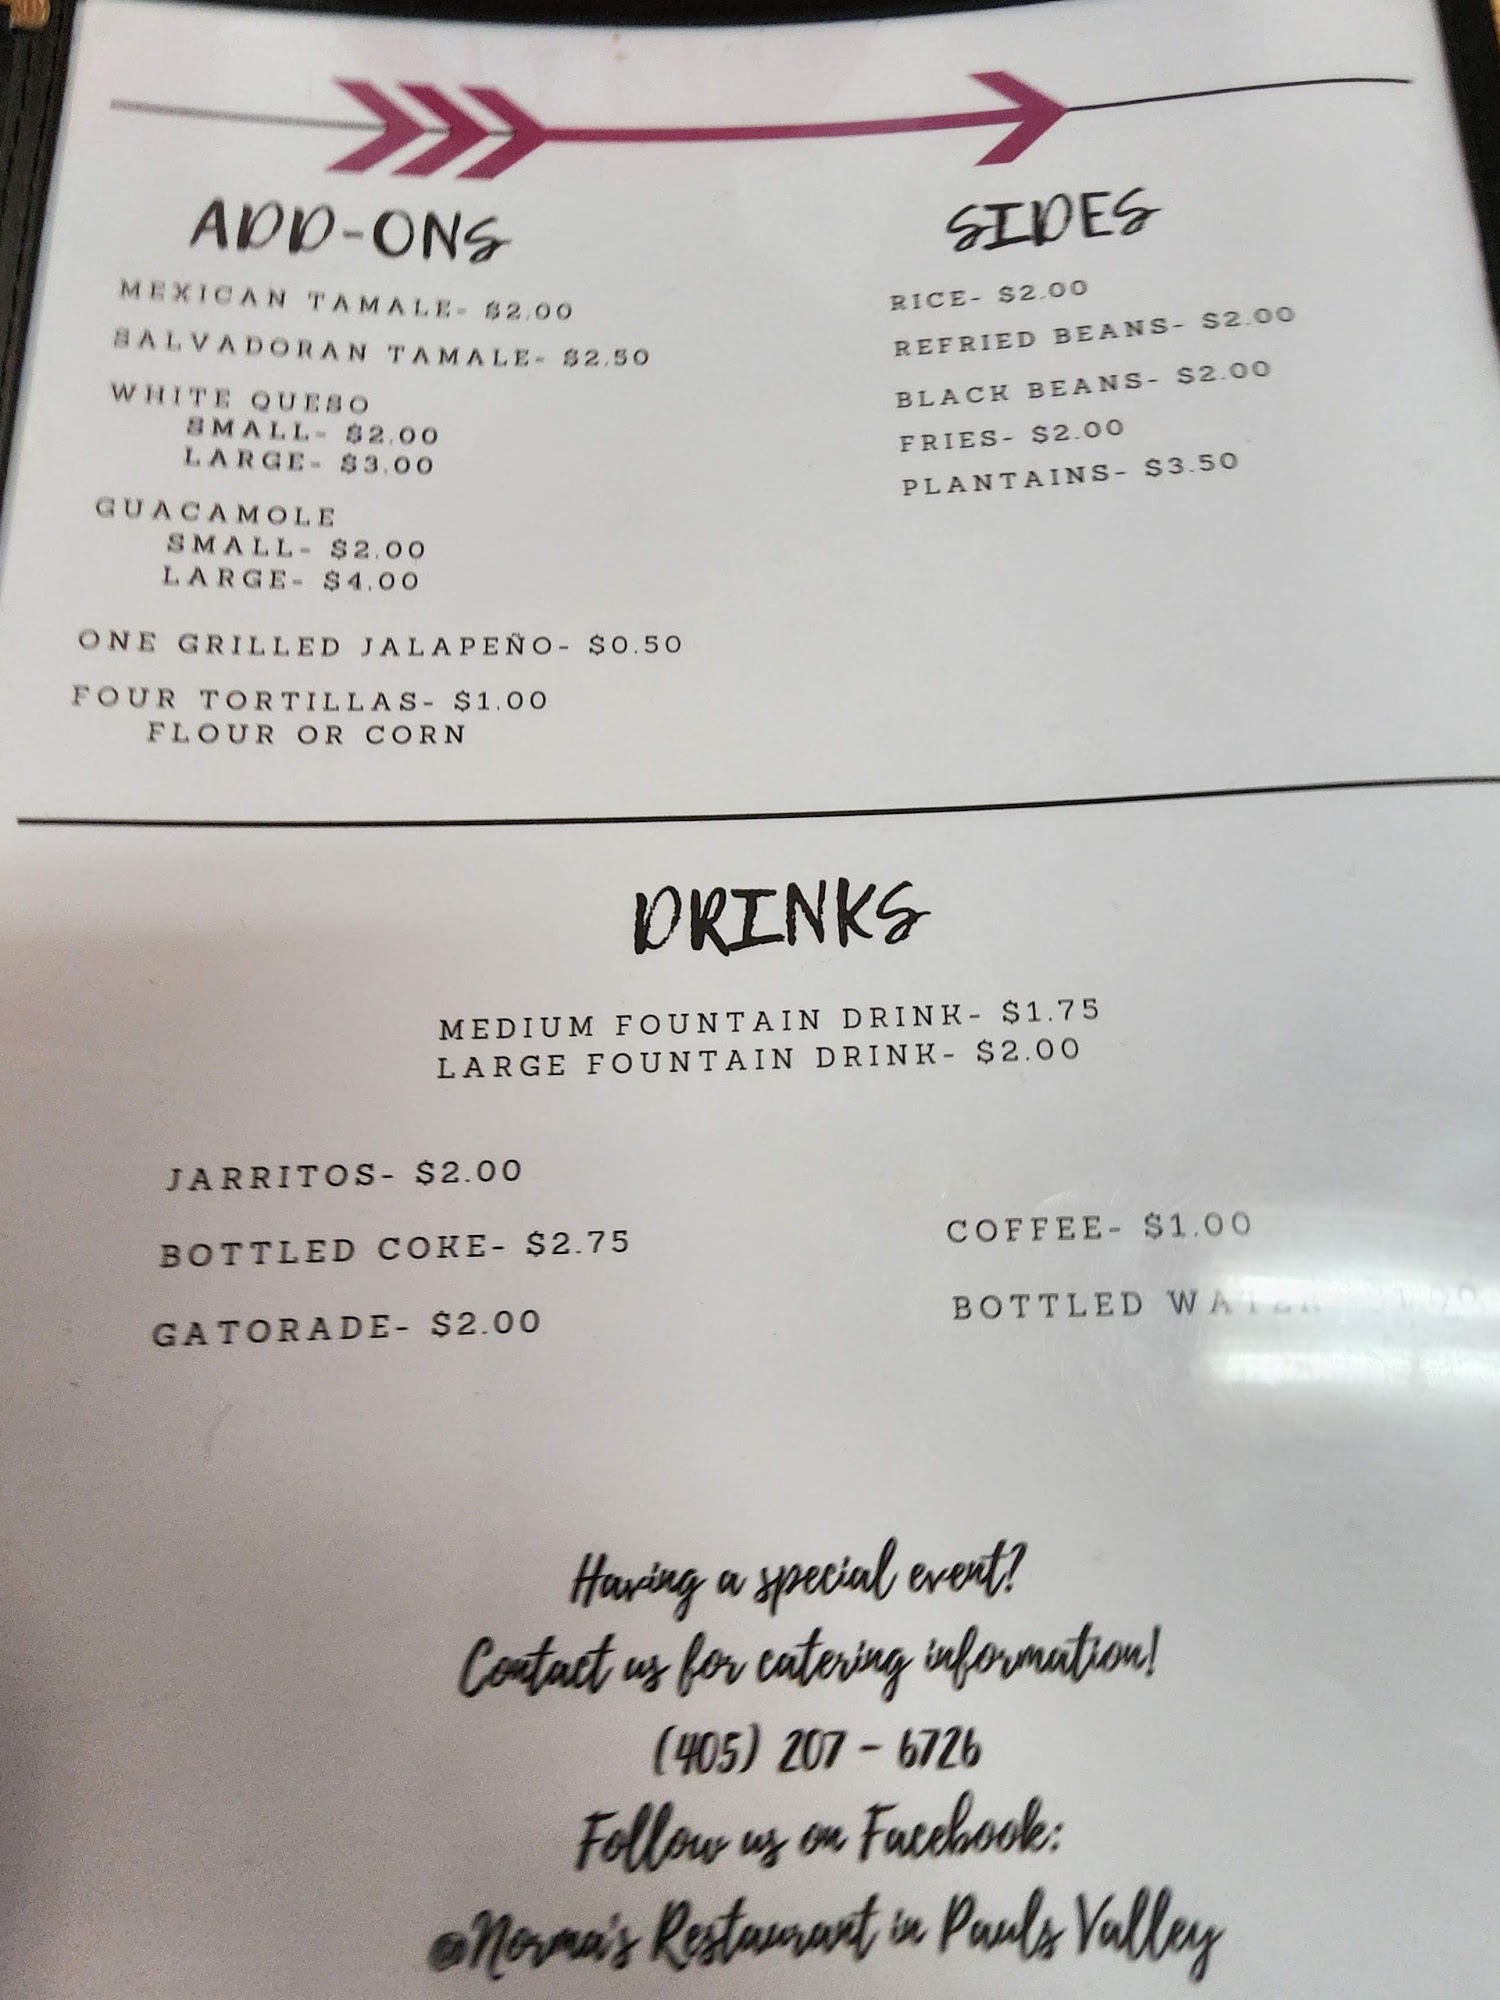 ADD-ONS
MEXICAN TAMALE- $2.00
SALVADORAN TAMALE- $2.50
WHITE QUESO
SMALL- $2.00
LARGE- $3.00
GUACAMOLE
SMALL- $2.00
LARGE- $4.00
ONE GRILLED JALAPEÑO- $0.50
FOUR TORTILLAS- $1.00
FLOUR OR CORN
SIDES
RICE- $2.00
REFRIED BEANS- $2.00
BLACK BEANS- $2.00
FRIES- $2.00
PLANTAINS- $3.50
DRINKS
MEDIUM FOUNTAIN DRINK- $1.75
LARGE FOUNTAIN DRINK- $2.00
JARRITOS- $2.00
BOTTLED COKE- $2.75
GATORADE- $2.00
COFFEE- $1.00
BOTTLED WATER
Having a special event?
Contact us for catering information!
(405) 207 - 6726
Follow us on Facebook:
@Norma's Restaurant in Pauls Valley